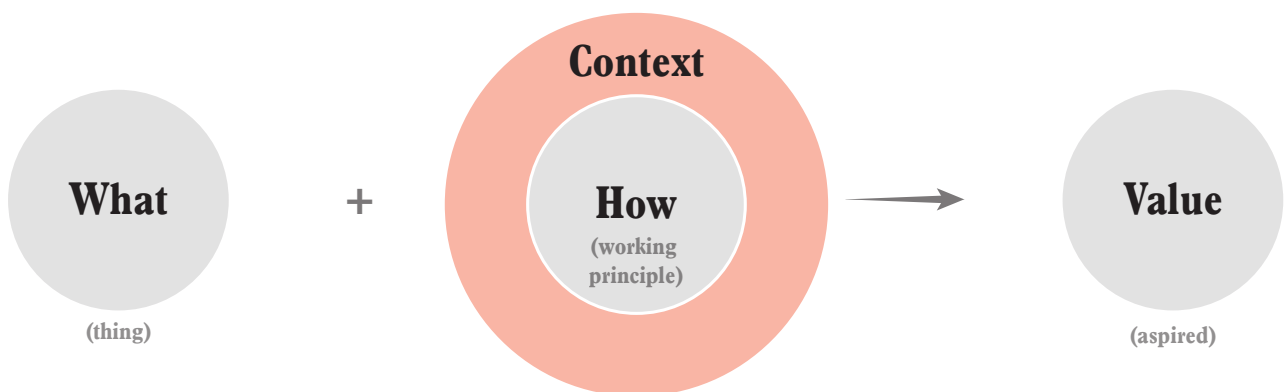 What
(thing)
+
Context
How
(working
principle)
Value
(aspired)